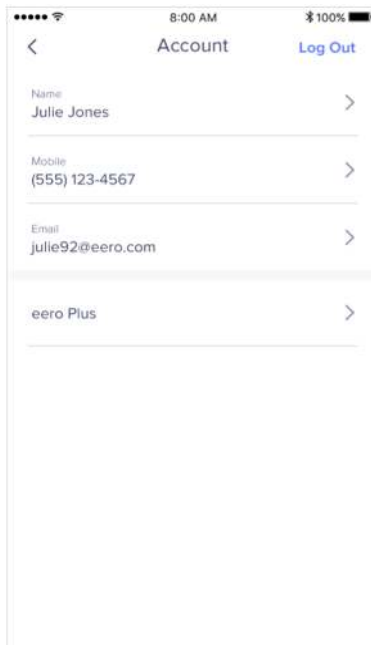 8:00 AM
100%
Account
Log Out
Name
Julie Jones
Mobile
(555) 123-4567
Email
julie92@eero.com
eero Plus